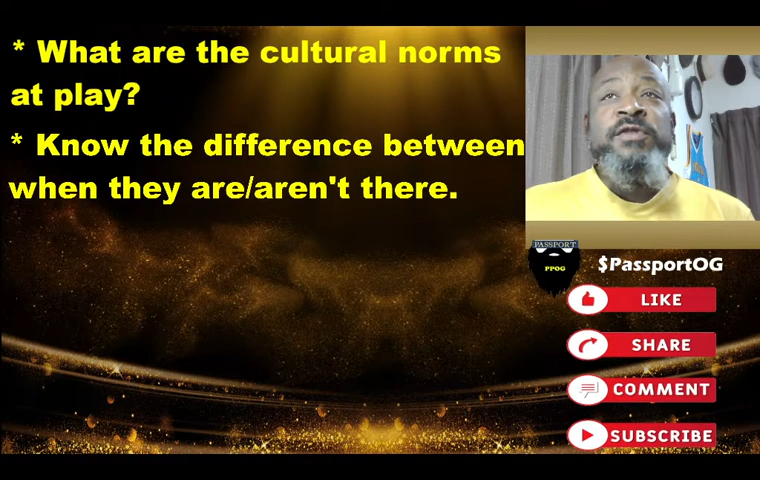 * What are the cultural norms
at play?
* Know the difference between
when they are/aren't there.
PASSPORT
PPOG
$PassportOG
LIKE
SHARE
COMMENT
SUBSCRIBE